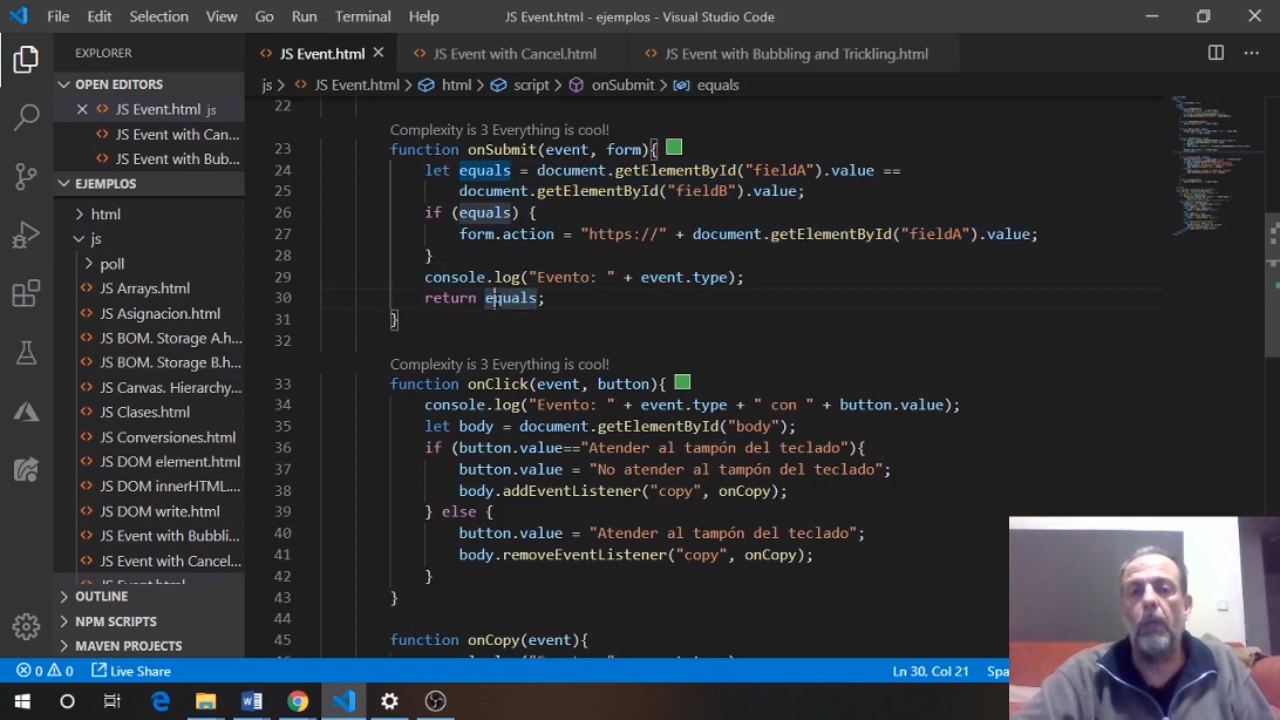 File Edit Selection View Go Run Terminal Help
JS Event.html - ejemplos - Visual Studio Code
EXPLORER
JS Event.html
JS Event with Cancel.html
JS Event with Bubbling and Trickling.html
OPEN EDITORS
JS Event.html js
JS Event with Can...
JS Event with Bub...
EJEMPLOS
html
js
poll
JS Arrays.html
JS Asignacion.html
JS BOM. Storage A.h...
JS BOM. Storage B.h...
JS Canvas. Hierarchy...
JS Clases.html
JS Conversiones.html
JS DOM element.html
JS DOM innerHTML....
JS DOM write.html
JS Event with Bubbli...
JS Event with Cancel...
JS Event.html
OUTLINE
NPM SCRIPTS
MAVEN PROJECTS
js > JS Event.html > html > script > onSubmit > equals
22
Complexity is 3 Everything is cool!
23 function onSubmit(event, form){
24 let equals = document.getElementById("fieldA").value ==
25 document.getElementById("fieldB").value;
26 if (equals) {
27 form.action = "https://" + document.getElementById("fieldA").value;
28 }
29 console.log("Evento: " + event.type);
30 return equals;
31 }
32
Complexity is 3 Everything is cool!
33 function onClick(event, button){
34 console.log("Evento: " + event.type + " con " + button.value);
35 let body = document.getElementById("body");
36 if (button.value=="Atender al tampón del teclado"){
37 button.value = "No atender al tampón del teclado";
38 body.addEventListener("copy", onCopy);
39 } else {
40 button.value = "Atender al tampón del teclado";
41 body.removeEventListener("copy", onCopy);
42 }
43 }
44
45 function onCopy(event){
0 0 Live Share
Ln 30, Col 21 Spa